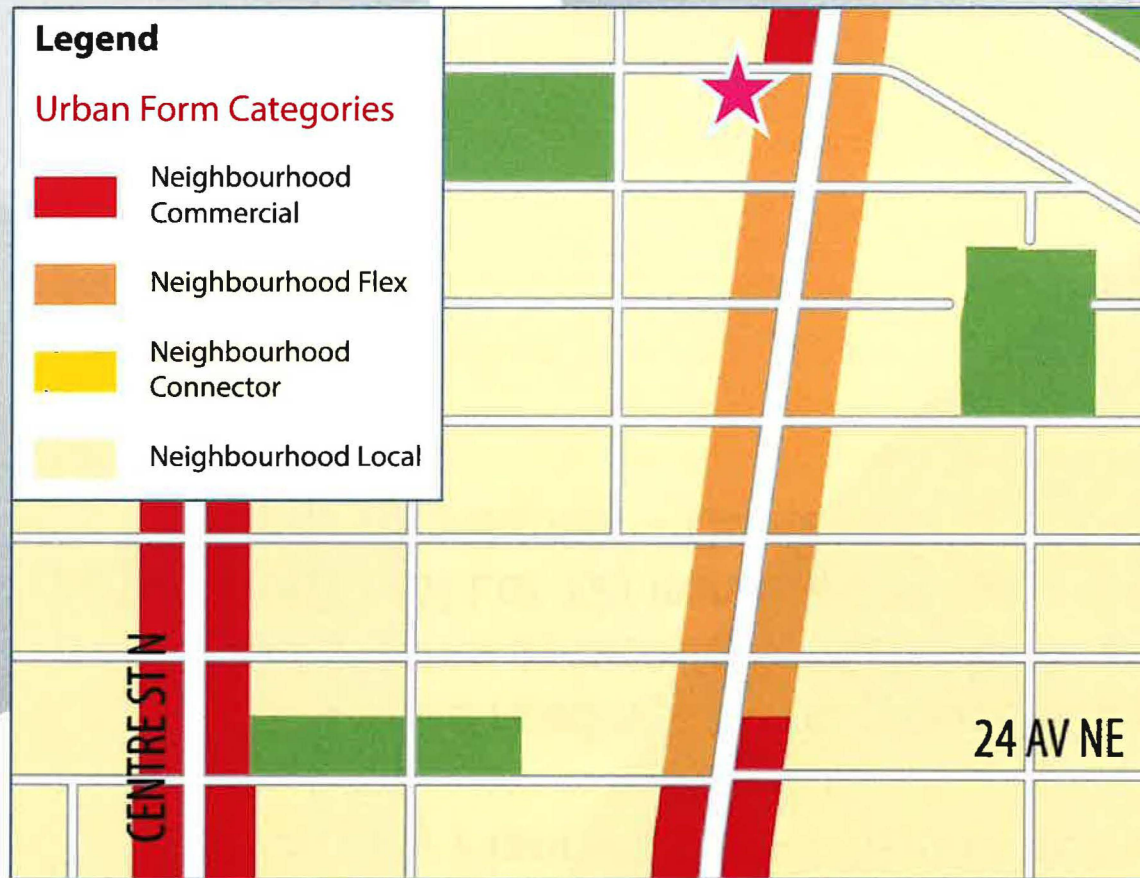 Legend
Urban Form Categories
Neighbourhood
Commercial
Neighbourhood Flex
Neighbourhood
Connector
Neighbourhood Local
CENTRE ST N
24 AV NE